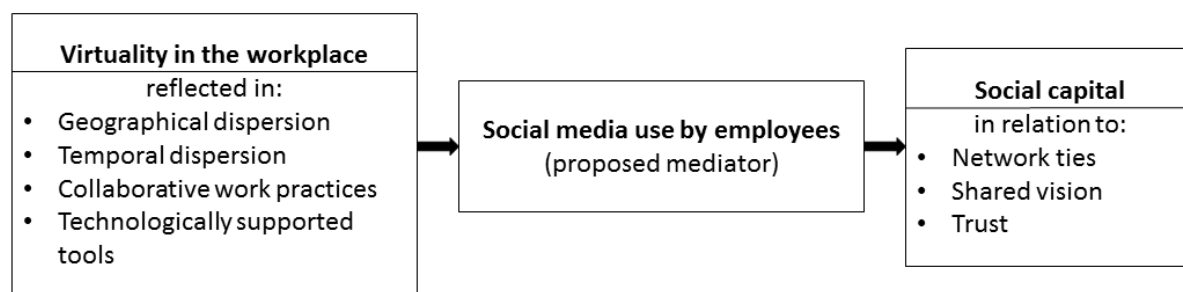 Virtuality in the workplace
reflected in:
• Geographical dispersion
• Temporal dispersion
• Collaborative work practices
• Technologically supported
tools
Social media use by employees
(proposed mediator)
Social capital
in relation to:
• Network ties
• Shared vision
• Trust